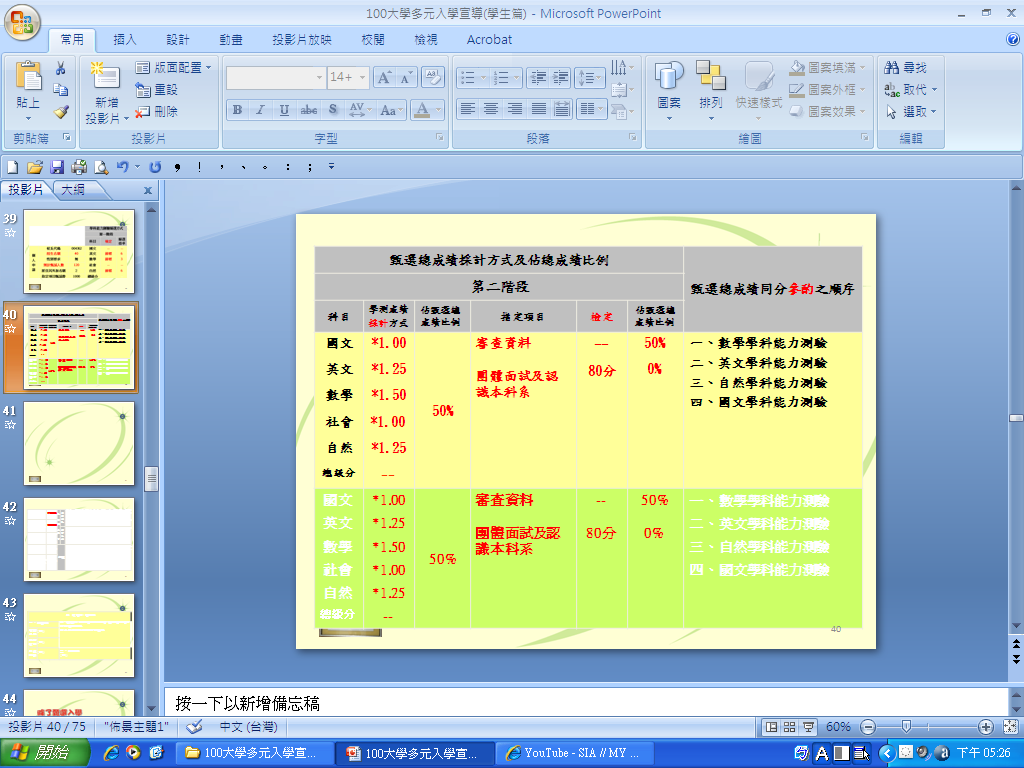 100大學多元入學宣導(學生篇) - Microsoft PowerPoint
常用 插入 設計 動畫 投影片放映 校閱 檢視 Acrobat
貼上
剪貼簿
新增
投影片
版面配置
重設
刪除
投影片
14+
B I U abc S AV Aa A
字型
段落
圖案 排列 快速樣式
圖案填滿
圖案外框
圖案效果
繪圖
尋找
取代
選取
編輯
投影片 大綱 x
39
40
41
42
43
44
甄選總成績採計方式及佔總成績比例
第二階段
甄選總成績同分參酌之順序
科目 學測成績採計方式 佔甄選總成績比例 指定項目 檢定 佔甄選總成績比例
國文 *1.00 審查資料 -- 50% 一、數學學科能力測驗
英文 *1.25 團體面試及認識本科系 80分 0% 二、英文學科能力測驗
數學 *1.50 三、自然學科能力測驗
50%
社會 *1.00 四、國文學科能力測驗
自然 *1.25
總級分 --
國文 *1.00 審查資料 -- 50% 一、數學學科能力測驗
英文 *1.25 團體面試及認識本科系 80分 0% 二、英文學科能力測驗
數學 *1.50 三、自然學科能力測驗
50%
社會 *1.00 四、國文學科能力測驗
自然 *1.25
總級分 --
40
按一下以新增備忘稿
投影片 40 / 75 "佈景主題1" 中文 (台灣) 60%
開始 100大學多元入學宣... 100大學多元入學宣... YouTube - SIA // MY ... 下午 05:26